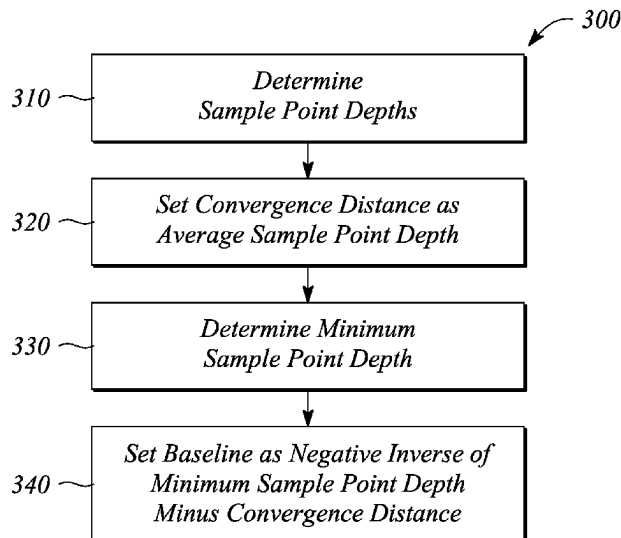 300
310
Determine
Sample Point Depths
320
Set Convergence Distance as
Average Sample Point Depth
330
Determine Minimum
Sample Point Depth
340
Set Baseline as Negative Inverse of
Minimum Sample Point Depth
Minus Convergence Distance